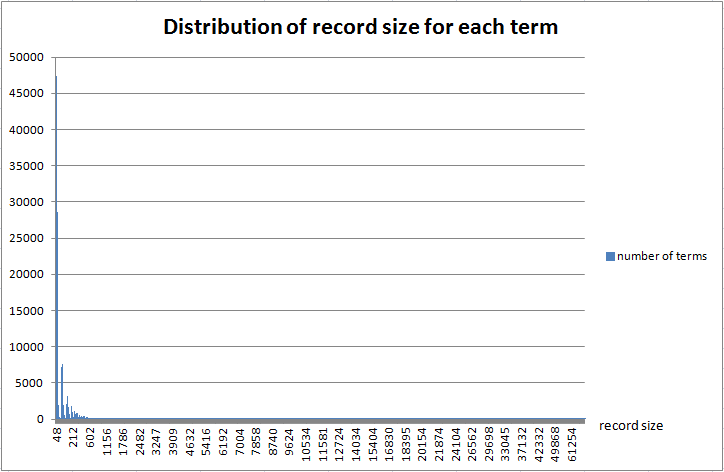 Distribution of record size for each term
50000
45000
40000
35000
30000
25000
20000
15000
10000
5000
0
number of terms
48 212 602 1156 1786 2482 3247 3909 4632 5416 6192 7004 7858 8740 9624 10534 11581 12724 14034 15404 16830 18395 20154 21874 24104 26562 29698 33045 37132 42332 49868 61254
record size